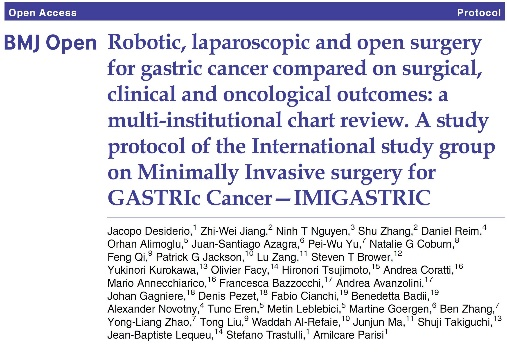 Open Access Protocol
BMJ Open Robotic, laparoscopic and open surgery
for gastric cancer compared on surgical,
clinical and oncological outcomes: a
multi-institutional chart review. A study
protocol of the International study group
on Minimally Invasive surgery for
GASTRIc Cancer—IMIGASTRIC
Jacopo Desiderio,¹ Zhi-Wei Jiang,² Ninh T Nguyen,³ Shu Zhang,² Daniel Reim,⁴
Orhan Alimoglu,⁵ Juan-Santiago Azagra,⁶ Pei-Wu Yu,⁷ Natalie G Coburn,⁸
Feng Qi,⁹ Patrick G Jackson,¹⁰ Lu Zang,¹¹ Steven T Brower,¹²
Yukinori Kurokawa,¹³ Olivier Facy,¹⁴ Hironori Tsujimoto,¹⁵ Andrea Coratti,¹⁶
Mario Annecchiarico,¹⁶ Francesca Bazzocchi,¹⁷ Andrea Avanzolini,¹⁷
Johan Gagniere,¹⁸ Denis Pezet,¹⁸ Fabio Cianchi,¹⁹ Benedetta Badii,¹⁹
Alexander Novotny,⁴ Tunc Eren,⁵ Metin Leblebici,⁵ Martine Goergen,⁶ Ben Zhang,⁷
Yong-Liang Zhao,⁷ Tong Liu,⁹ Waddah Al-Refaie,¹⁰ Junjun Ma,¹¹ Shuji Takiguchi,¹³
Jean-Baptiste Lequeu,¹⁴ Stefano Trastulli,¹ Amilcare Parisi¹